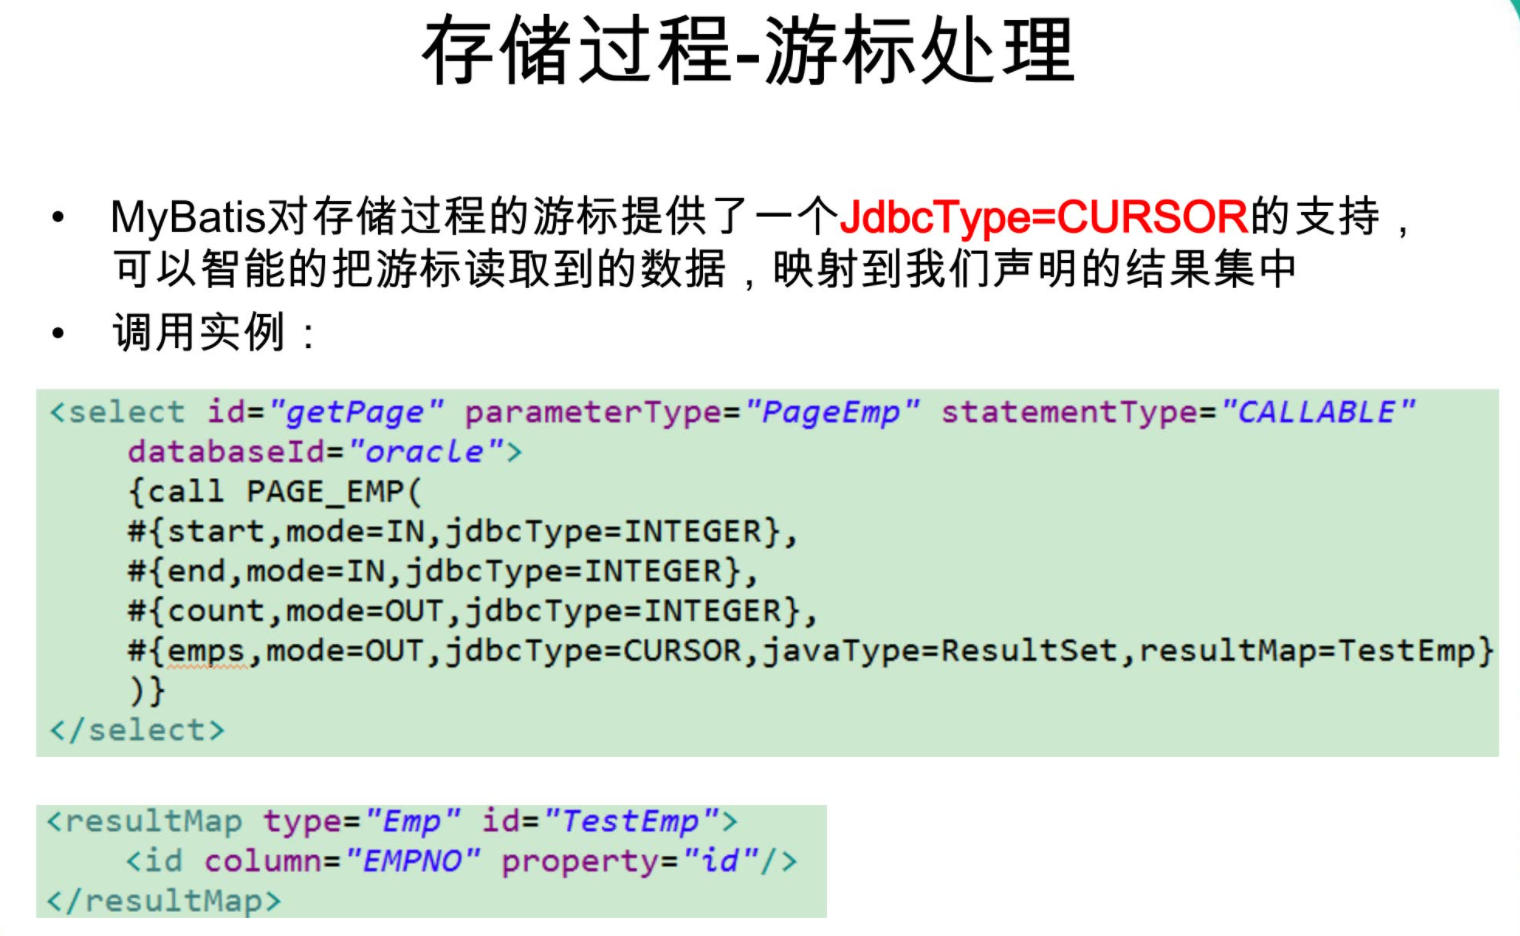 存储过程-游标处理
• MyBatis对存储过程的游标提供了一个JdbcType=CURSOR的支持，
可以智能的把游标读取到的数据，映射到我们声明的结果集中
• 调用实例：
<select id="getPage" parameterType="PageEmp" statementType="CALLABLE"
databaseId="oracle">
{call PAGE_EMP(
#{start,mode=IN,jdbcType=INTEGER},
#{end,mode=IN,jdbcType=INTEGER},
#{count,mode=OUT,jdbcType=INTEGER},
#{emps,mode=OUT,jdbcType=CURSOR,javaType=ResultSet,resultMap=TestEmp}
)}
</select>
<resultMap type="Emp" id="TestEmp">
<id column="EMPNO" property="id"/>
</resultMap>